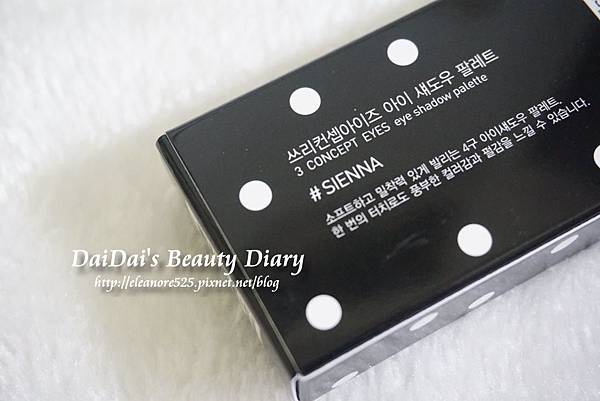 쓰리컨셉아이즈 아이 섀도우 팔레트
3 CONCEPT EYES eye shadow palette
#SIENNA
소프트하고 밀착력 있게 발리는 4구 아이섀도우 팔레트.
한 번의 터치로도 풍부한 컬러감과 펄감을 느낄 수 있습니다.
DaiDai's Beauty Diary
http://eleanore525.pixnet.net/blog